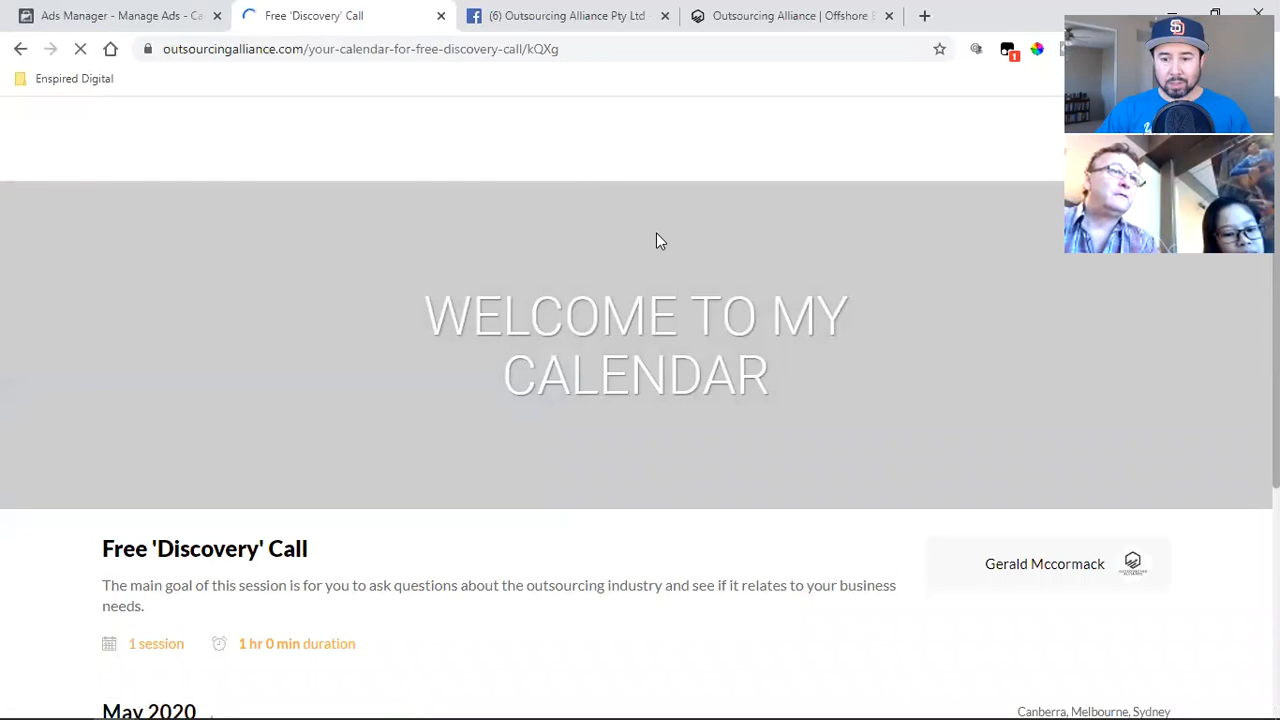 Ads Manager - Manage Ads - Ca
Free 'Discovery' Call
(6) Outsourcing Alliance Pty Ltd -
Outsourcing Alliance | Offshore E
outsourcingalliance.com/your-calendar-for-free-discovery-call/kQXg
1
Enspired Digital
WELCOME TO MY
CALENDAR
Free 'Discovery' Call
Gerald Mccormack
The main goal of this session is for you to ask questions about the outsourcing industry and see if it relates to your business
needs.
1 session
1 hr 0 min duration
May 2020
Canberra, Melbourne, Sydney